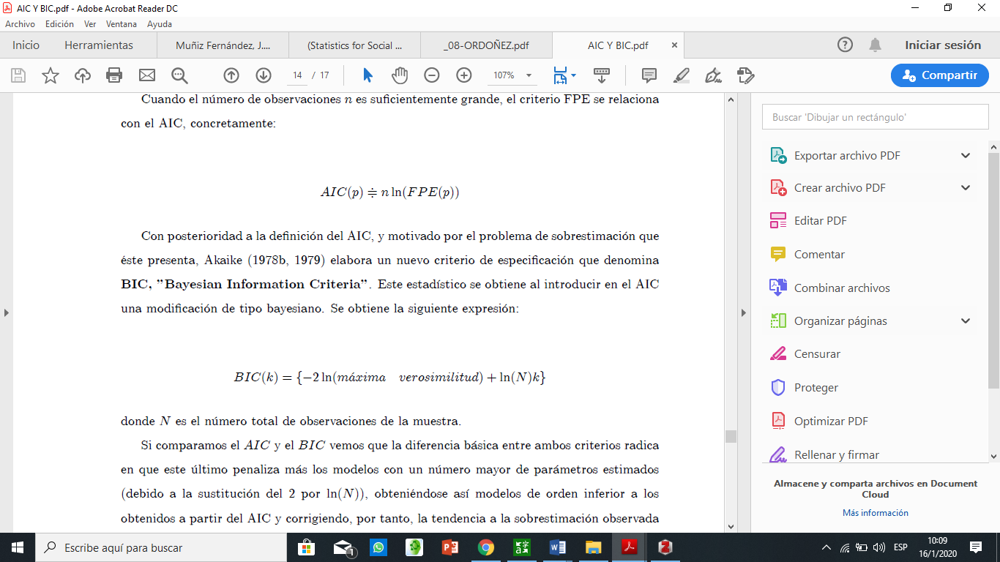 AIC Y BIC.pdf - Adobe Acrobat Reader DC
Archivo Edición Ver Ventana Ayuda
Inicio Herramientas Muñiz Fernández, J.... (Statistics for Social ... _08-ORDOÑEZ.pdf AIC Y BIC.pdf × Iniciar sesión
14 / 17 107% Compartir
Cuando el número de observaciones n es suficientemente grande, el criterio FPE se relaciona
con el AIC, concretamente:
AIC(p) ≑ n ln(FPE(p))
Con posterioridad a la definición del AIC, y motivado por el problema de sobrestimación que
éste presenta, Akaike (1978b, 1979) elabora un nuevo criterio de especificación que denomina
BIC, ”Bayesian Information Criteria”. Este estadístico se obtiene al introducir en el AIC
una modificación de tipo bayesiano. Se obtiene la siguiente expresión:
BIC(k) = {−2 ln(máxima verosimilitud) + ln(N)k}
donde N es el número total de observaciones de la muestra.
Si comparamos el AIC y el BIC vemos que la diferencia básica entre ambos criterios radica
en que este último penaliza más los modelos con un número mayor de parámetros estimados
(debido a la sustitución del 2 por ln(N)), obteniéndose así modelos de orden inferior a los
obtenidos a partir del AIC y corrigiendo, por tanto, la tendencia a la sobrestimación observada
Buscar 'Dibujar un rectángulo'
Exportar archivo PDF
Crear archivo PDF
Editar PDF
Comentar
Combinar archivos
Organizar páginas
Censurar
Proteger
Optimizar PDF
Rellenar y firmar
Almacene y comparta archivos en Document
Cloud
Más información
Escribe aquí para buscar
1
ESP
10:09
16/1/2020